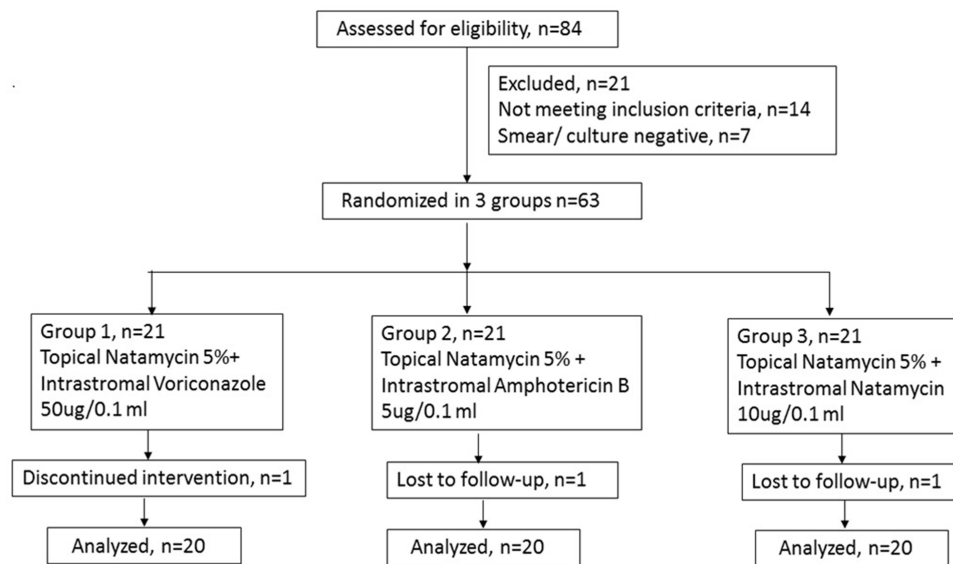 Assessed for eligibility, n=84
Excluded, n=21
Not meeting inclusion criteria, n=14
Smear/ culture negative, n=7
Randomized in 3 groups n=63
Group 1, n=21
Topical Natamycin 5%+
Intrastromal Voriconazole
50ug/0.1 ml
Group 2, n=21
Topical Natamycin 5% +
Intrastromal Amphotericin B
5ug/0.1 ml
Group 3, n=21
Topical Natamycin 5% +
Intrastromal Natamycin
10ug/0.1 ml
Discontinued intervention, n=1
Lost to follow-up, n=1
Lost to follow-up, n=1
Analyzed, n=20
Analyzed, n=20
Analyzed, n=20